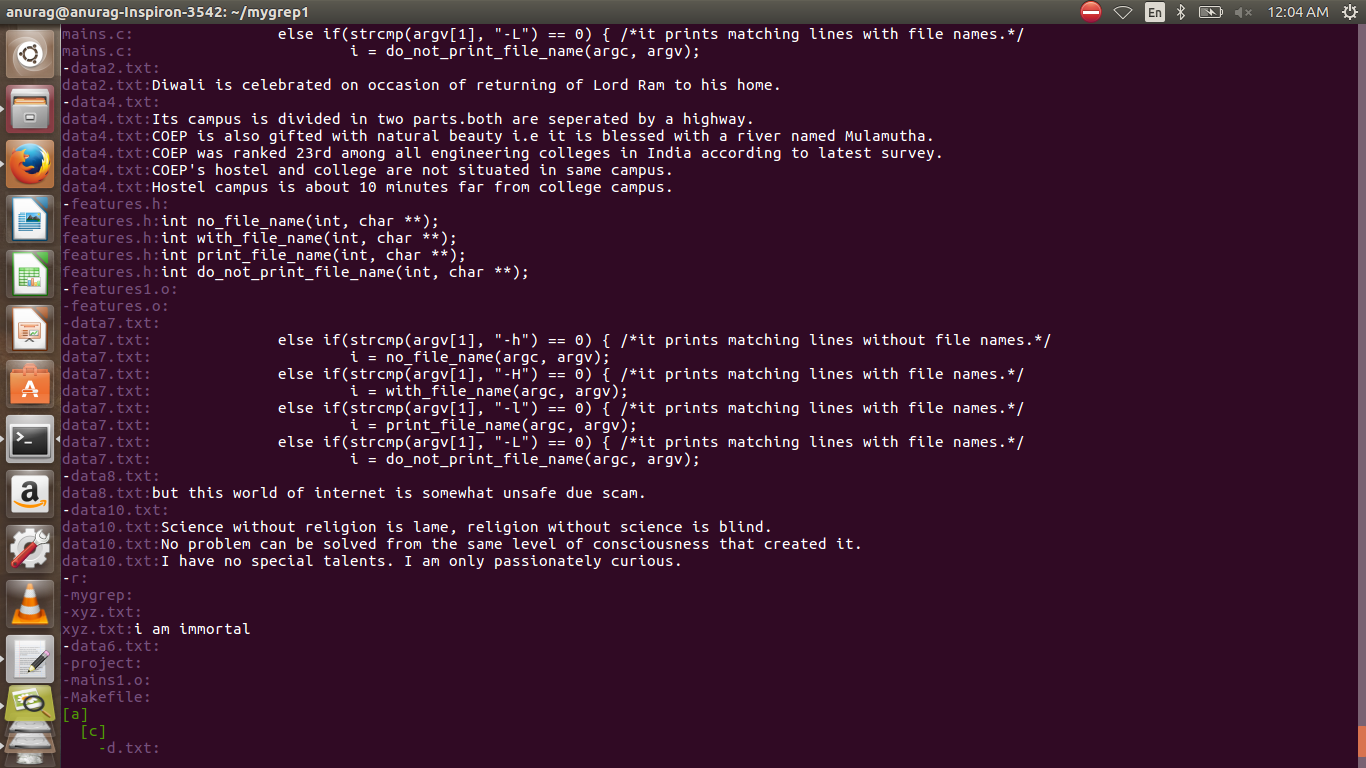 anurag@anurag-Inspiron-3542: ~/mygrep1 En 12:04 AM
mains.c:                else if(strcmp(argv[1], "-L") == 0) { /*it prints matching lines with file names.*/
mains.c:                        i = do_not_print_file_name(argc, argv);
-data2.txt:
data2.txt:Diwali is celebrated on occasion of returning of Lord Ram to his home.
-data4.txt:
data4.txt:Its campus is divided in two parts.both are seperated by a highway.
data4.txt:COEP is also gifted with natural beauty i.e it is blessed with a river named Mulamutha.
data4.txt:COEP was ranked 23rd among all engineering colleges in India according to latest survey.
data4.txt:COEP's hostel and college are not situated in same campus.
data4.txt:Hostel campus is about 10 minutes far from college campus.
-features.h:
features.h:int no_file_name(int, char **);
features.h:int with_file_name(int, char **);
features.h:int print_file_name(int, char **);
features.h:int do_not_print_file_name(int, char **);
-features1.o:
-features.o:
-data7.txt:
data7.txt:              else if(strcmp(argv[1], "-h") == 0) { /*it prints matching lines without file names.*/
data7.txt:                      i = no_file_name(argc, argv);
data7.txt:              else if(strcmp(argv[1], "-H") == 0) { /*it prints matching lines with file names.*/
data7.txt:                      i = with_file_name(argc, argv);
data7.txt:              else if(strcmp(argv[1], "-l") == 0) { /*it prints matching lines with file names.*/
data7.txt:                      i = print_file_name(argc, argv);
data7.txt:              else if(strcmp(argv[1], "-L") == 0) { /*it prints matching lines with file names.*/
data7.txt:                      i = do_not_print_file_name(argc, argv);
-data8.txt:
data8.txt:but this world of internet is somewhat unsafe due scam.
-data10.txt:
data10.txt:Science without religion is lame, religion without science is blind.
data10.txt:No problem can be solved from the same level of consciousness that created it.
data10.txt:I have no special talents. I am only passionately curious.
-r:
-mygrep:
-xyz.txt:
xyz.txt:i am immortal
-data6.txt:
-project:
-mains1.o:
-Makefile:
[a]
  [c]
    -d.txt: